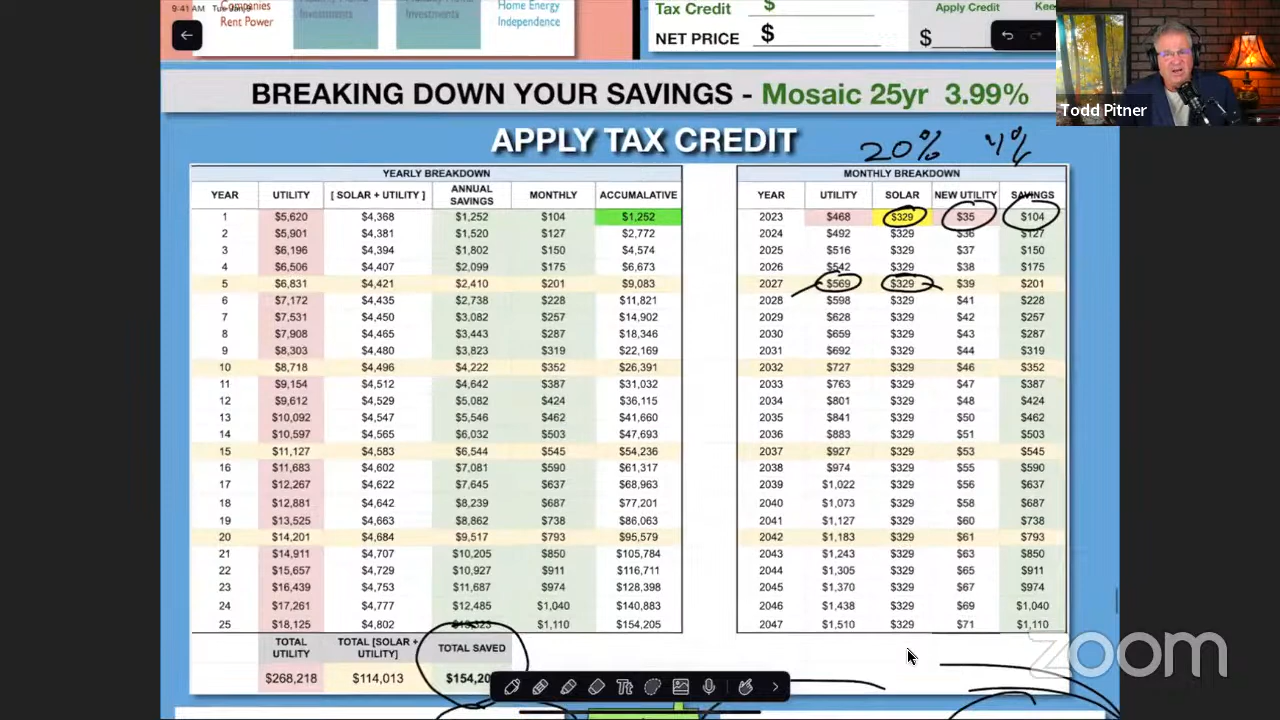 9:41 AM Tue Jan 9
Companies
Rent Power
Investments
Investments
Home Energy
Independence
Tax Credit $
NET PRICE $
Apply Credit
$
BREAKING DOWN YOUR SAVINGS - Mosaic 25yr 3.99%
Todd Pitner
APPLY TAX CREDIT 20% 4%
YEARLY BREAKDOWN
YEAR UTILITY [ SOLAR + UTILITY ] ANNUAL SAVINGS MONTHLY ACCUMULATIVE
1 $5,620 $4,368 $1,252 $104 $1,252
2 $5,901 $4,381 $1,520 $127 $2,772
3 $6,196 $4,394 $1,802 $150 $4,574
4 $6,506 $4,407 $2,099 $175 $6,673
5 $6,831 $4,421 $2,410 $201 $9,083
6 $7,172 $4,435 $2,738 $228 $11,821
7 $7,531 $4,450 $3,082 $257 $14,902
8 $7,908 $4,465 $3,443 $287 $18,346
9 $8,303 $4,480 $3,823 $319 $22,169
10 $8,718 $4,496 $4,222 $352 $26,391
11 $9,154 $4,512 $4,642 $387 $31,032
12 $9,612 $4,529 $5,082 $424 $36,115
13 $10,092 $4,547 $5,546 $462 $41,660
14 $10,597 $4,565 $6,032 $503 $47,693
15 $11,127 $4,583 $6,544 $545 $54,236
16 $11,683 $4,602 $7,081 $590 $61,317
17 $12,267 $4,622 $7,645 $637 $68,963
18 $12,881 $4,642 $8,239 $687 $77,201
19 $13,525 $4,663 $8,862 $738 $86,063
20 $14,201 $4,684 $9,517 $793 $95,579
21 $14,911 $4,707 $10,205 $850 $105,784
22 $15,657 $4,729 $10,927 $911 $116,711
23 $16,439 $4,753 $11,687 $974 $128,398
24 $17,261 $4,777 $12,485 $1,040 $140,883
25 $18,125 $4,802 $13,323 $1,110 $154,205
TOTAL UTILITY TOTAL [SOLAR + UTILITY] TOTAL SAVED
$268,218 $114,013 $154,20
MONTHLY BREAKDOWN
YEAR UTILITY SOLAR NEW UTILITY SAVINGS
2023 $468 $329 $35 $104
2024 $492 $329 $36 $127
2025 $516 $329 $37 $150
2026 $542 $329 $38 $175
2027 $569 $329 $39 $201
2028 $598 $329 $41 $228
2029 $628 $329 $42 $257
2030 $659 $329 $43 $287
2031 $692 $329 $44 $319
2032 $727 $329 $46 $352
2033 $763 $329 $47 $387
2034 $801 $329 $48 $424
2035 $841 $329 $50 $462
2036 $883 $329 $51 $503
2037 $927 $329 $53 $545
2038 $974 $329 $55 $590
2039 $1,022 $329 $56 $637
2040 $1,073 $329 $58 $687
2041 $1,127 $329 $60 $738
2042 $1,183 $329 $61 $793
2043 $1,243 $329 $63 $850
2044 $1,305 $329 $65 $911
2045 $1,370 $329 $67 $974
2046 $1,438 $329 $69 $1,040
2047 $1,510 $329 $71 $1,110
zoom